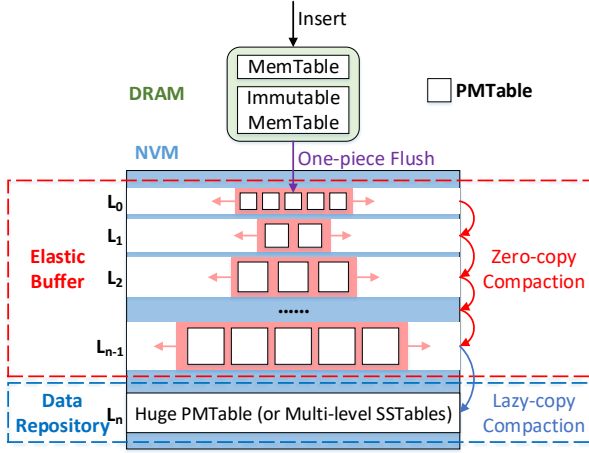 Insert
MemTable
DRAM
Immutable
MemTable
PMTable
NVM
One-piece Flush
L0
L1
Elastic
Buffer
L2
Zero-copy
Compaction
......
Ln-1
Data
Repository
Ln
Huge PMTable (or Multi-level SSTables)
Lazy-copy
Compaction